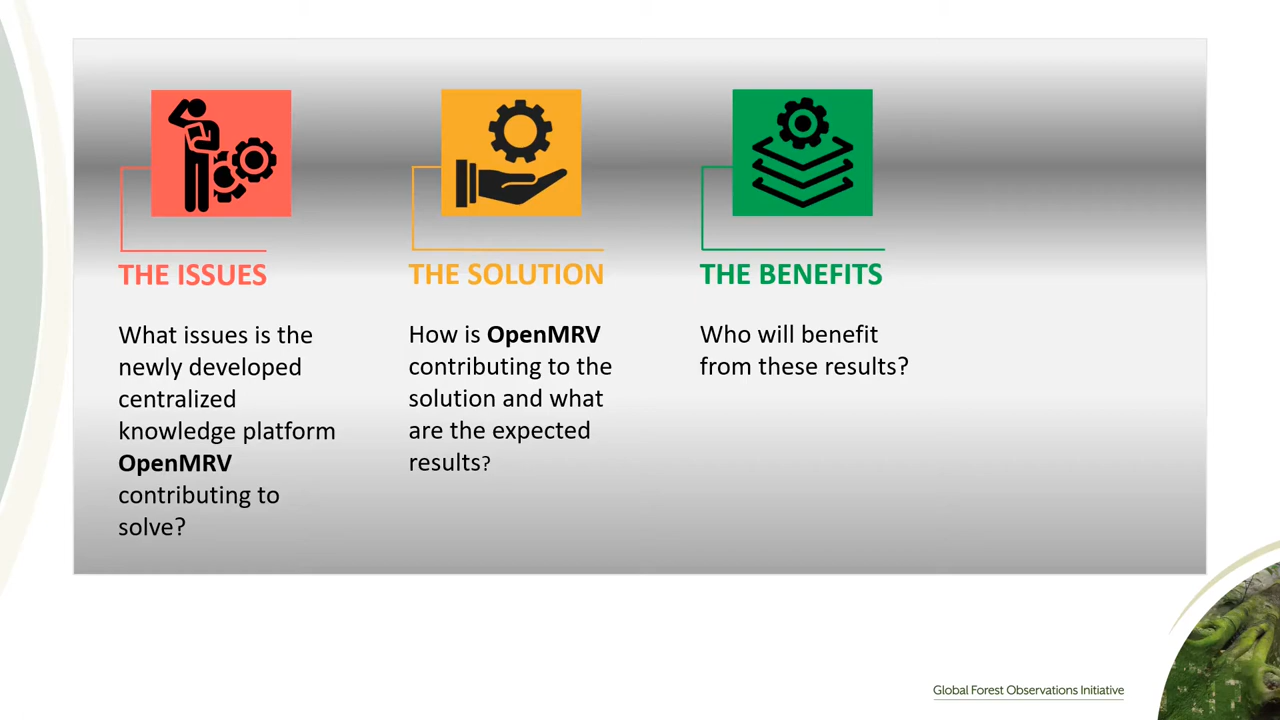 THE ISSUES
What issues is the
newly developed
centralized
knowledge platform
OpenMRV
contributing to
solve?
THE SOLUTION
How is OpenMRV
contributing to the
solution and what
are the expected
results?
THE BENEFITS
Who will benefit
from these results?
Global Forest Observations Initiative